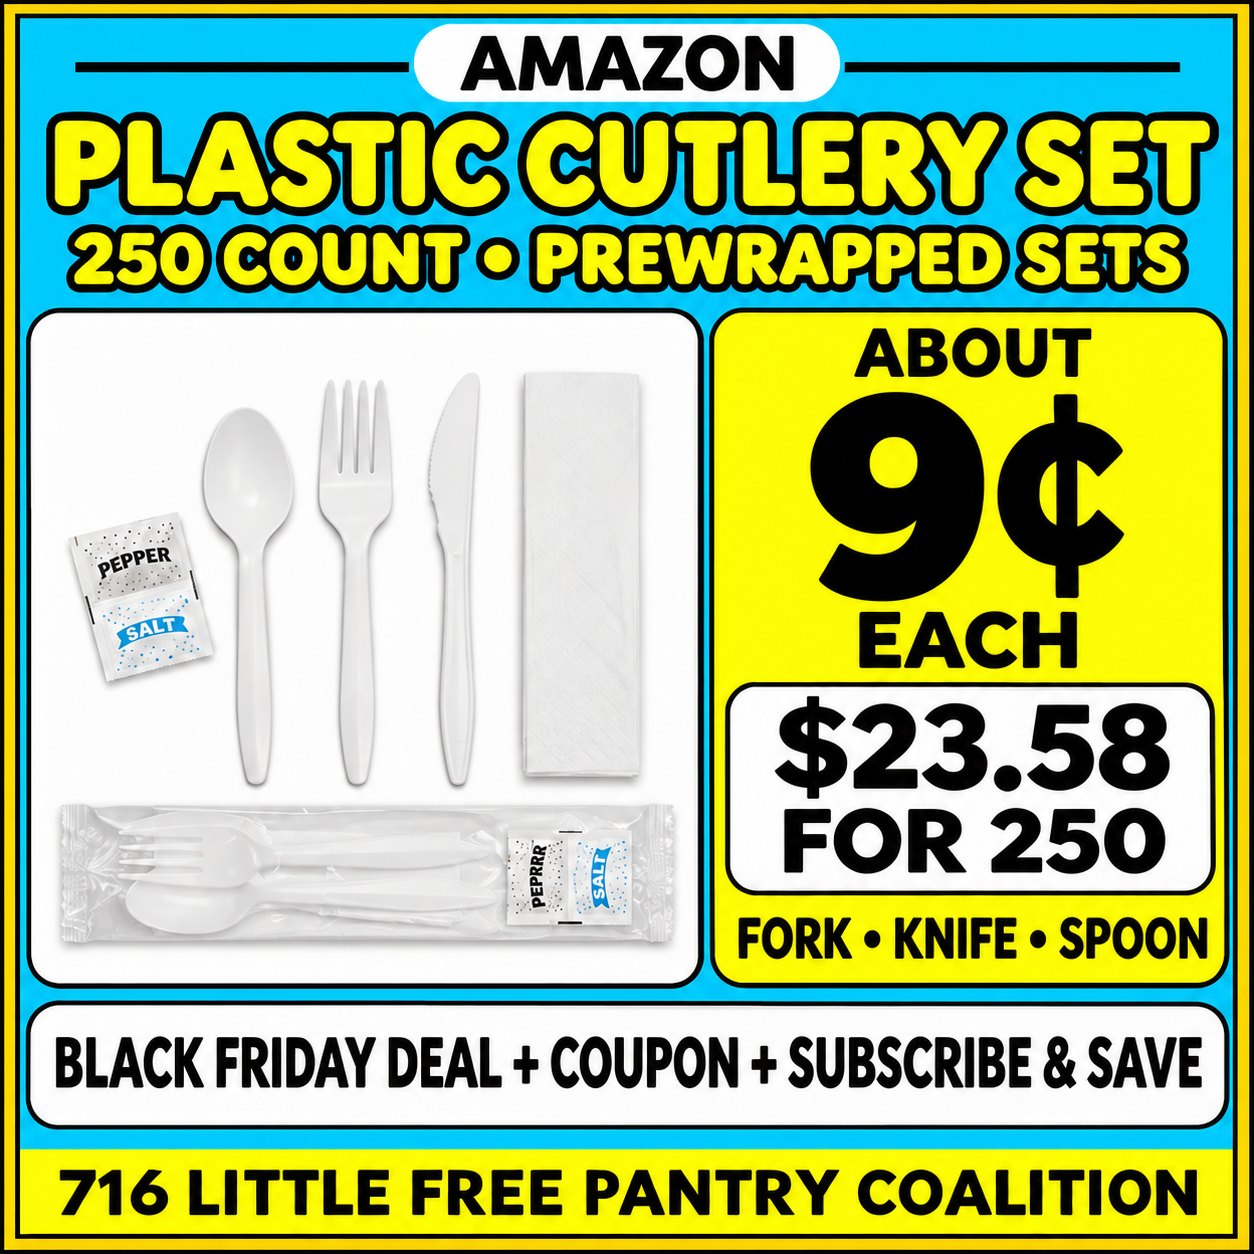 AMAZON
PLASTIC CUTLERY SET
250 COUNT • PREWRAPPED SETS
PEPPER
SALT
PEPRRR
SALT
ABOUT
9¢
EACH
$23.58
FOR 250
FORK • KNIFE • SPOON
BLACK FRIDAY DEAL + COUPON + SUBSCRIBE & SAVE
716 LITTLE FREE PANTRY COALITION